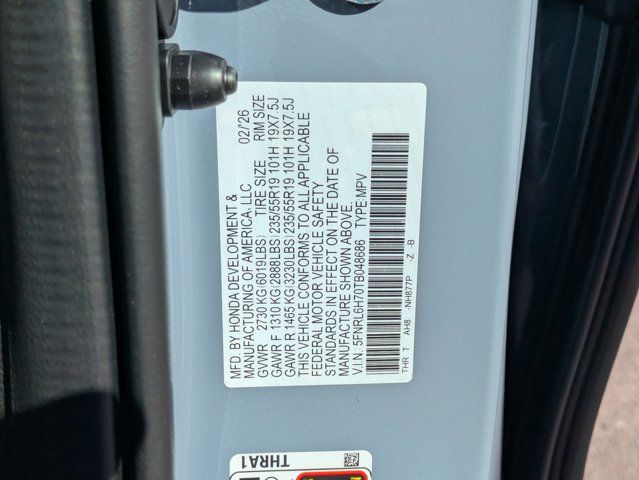 MFD. BY HONDA DEVELOPMENT & 02/'26
MANUFACTURING OF AMERICA, LLC
GVWR 2730 KG(6019LBS) TIRE SIZE RIM SIZE
GAWR F 1310 KG(2888LBS) 235/55R19 101H 19X7.5J
GAWR R 1465 KG(3230LBS) 235/55R19 101H 19X7.5J
THIS VEHICLE CONFORMS TO ALL APPLICABLE
FEDERAL MOTOR VEHICLE SAFETY
STANDARDS IN EFFECT ON THE DATE OF
MANUFACTURE SHOWN ABOVE.
V.I.N: 5FNRL6H70TB048686 TYPE:MPV
THR T AH8 -NH877P -Z -B
THRA1